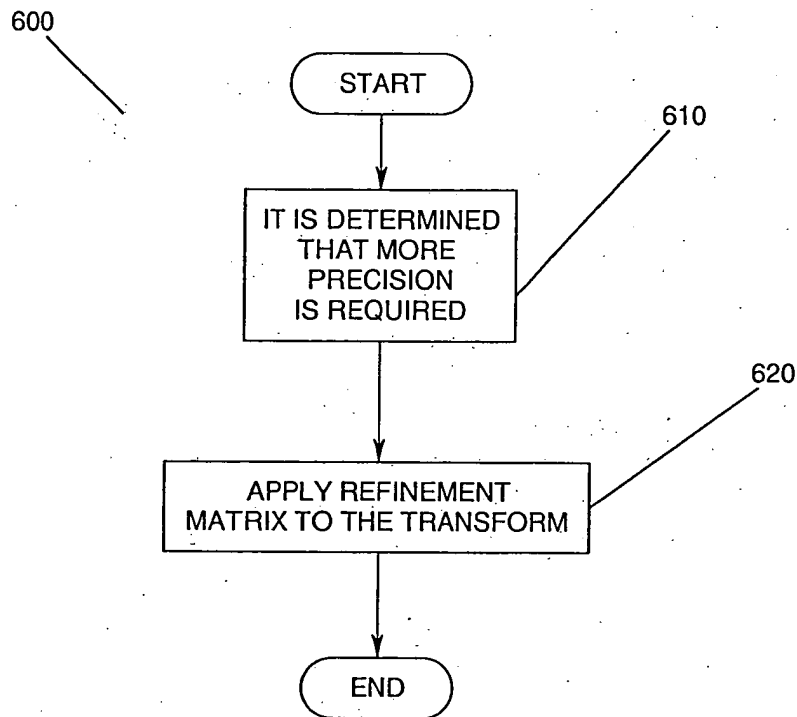 600
START
610
IT IS DETERMINED
THAT MORE
PRECISION
IS REQUIRED
620
APPLY REFINEMENT
MATRIX TO THE TRANSFORM
END